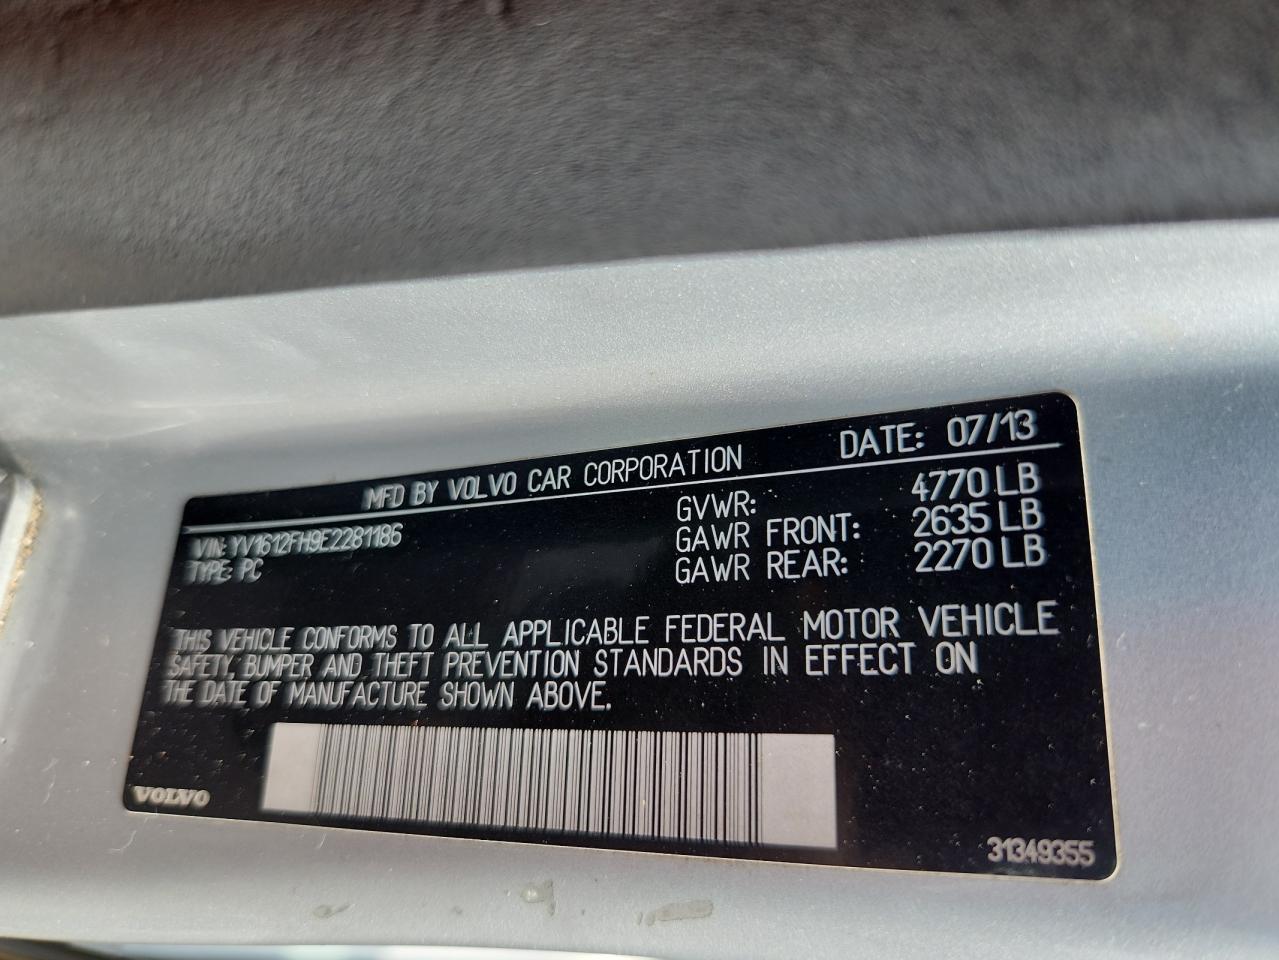 MFD BY VOLVO CAR CORPORATION DATE: 07/13
VIN: YV1612FH9E2281186
TYPE: PC
GVWR: 4770 LB
GAWR FRONT: 2635 LB
GAWR REAR: 2270 LB
THIS VEHICLE CONFORMS TO ALL APPLICABLE FEDERAL MOTOR VEHICLE
SAFETY, BUMPER AND THEFT PREVENTION STANDARDS IN EFFECT ON
THE DATE OF MANUFACTURE SHOWN ABOVE.
VOLVO
31349355